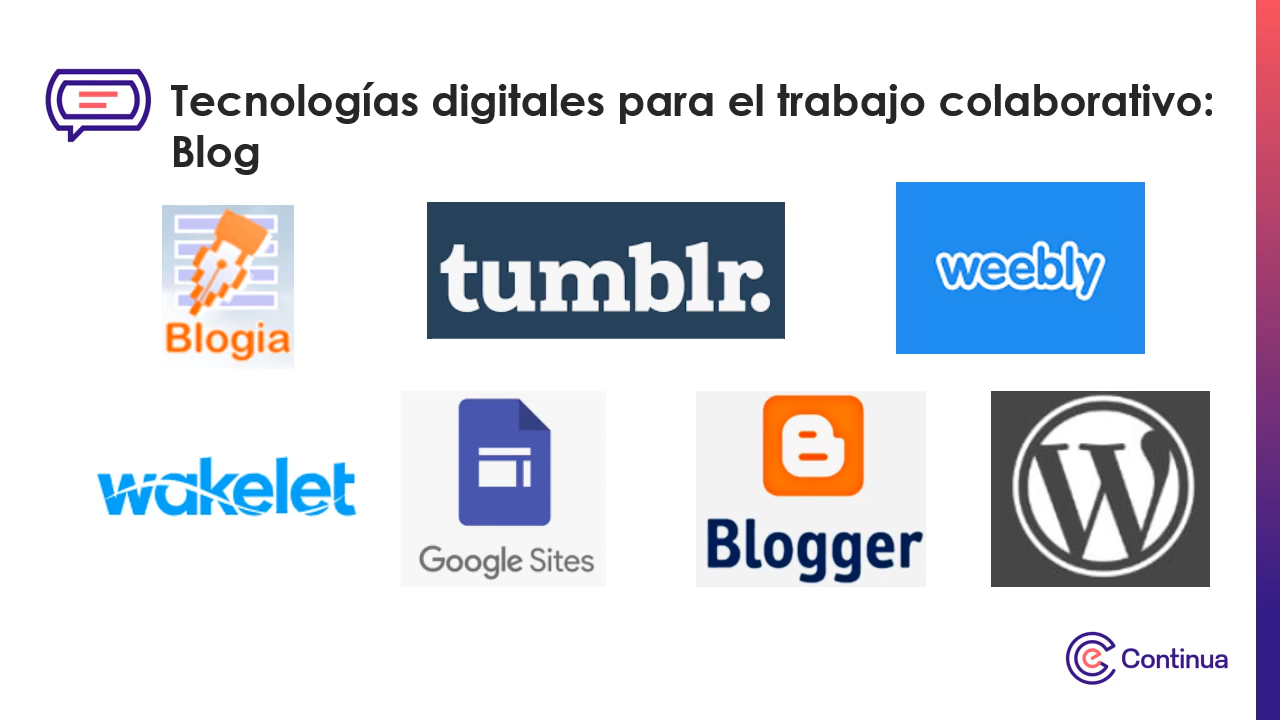 Tecnologías digitales para el trabajo colaborativo:
Blog
Blogia
tumblr.
weebly
wakelet
Google Sites
Blogger
W
Continua